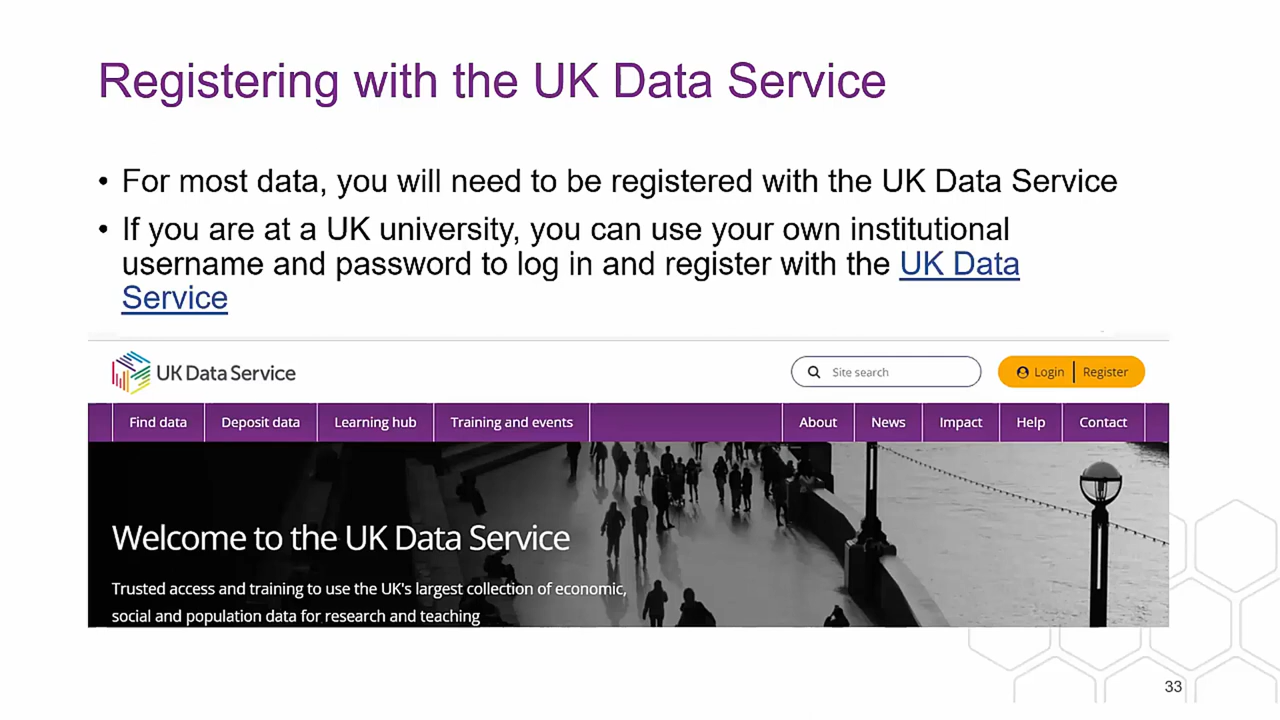 Registering with the UK Data Service
• For most data, you will need to be registered with the UK Data Service
• If you are at a UK university, you can use your own institutional
username and password to log in and register with the UK Data
Service
UK Data Service
Site search
Login | Register
Find data
Deposit data
Learning hub
Training and events
About
News
Impact
Help
Contact
Welcome to the UK Data Service
Trusted access and training to use the UK's largest collection of economic,
social and population data for research and teaching
33